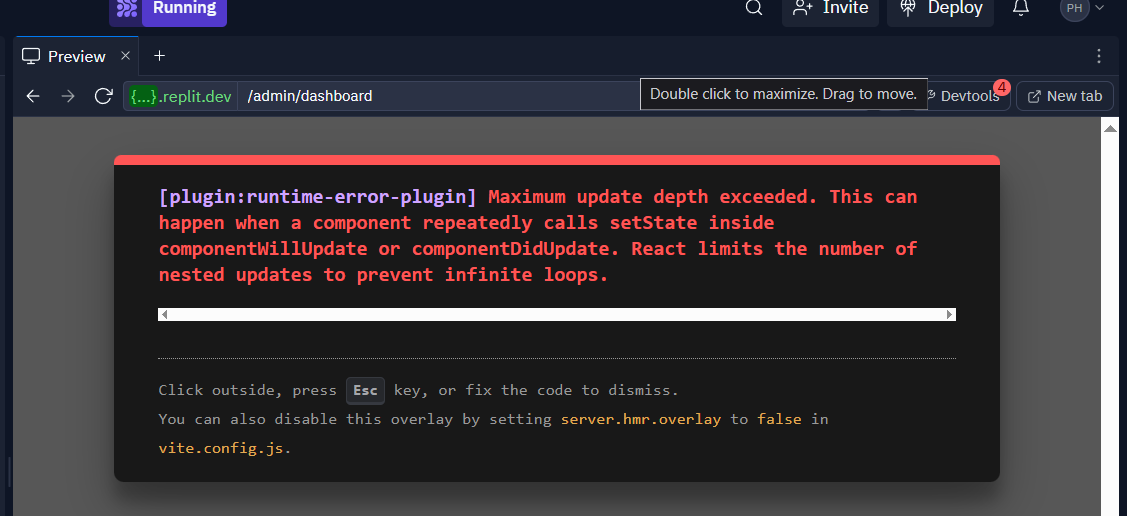 Running
Invite
Deploy
PH
Preview
{...}.replit.dev
/admin/dashboard
Double click to maximize. Drag to move.
Devtools
4
New tab
[plugin:runtime-error-plugin] Maximum update depth exceeded. This can
happen when a component repeatedly calls setState inside
componentWillUpdate or componentDidUpdate. React limits the number of
nested updates to prevent infinite loops.
Click outside, press Esc key, or fix the code to dismiss.
You can also disable this overlay by setting server.hmr.overlay to false in
vite.config.js.